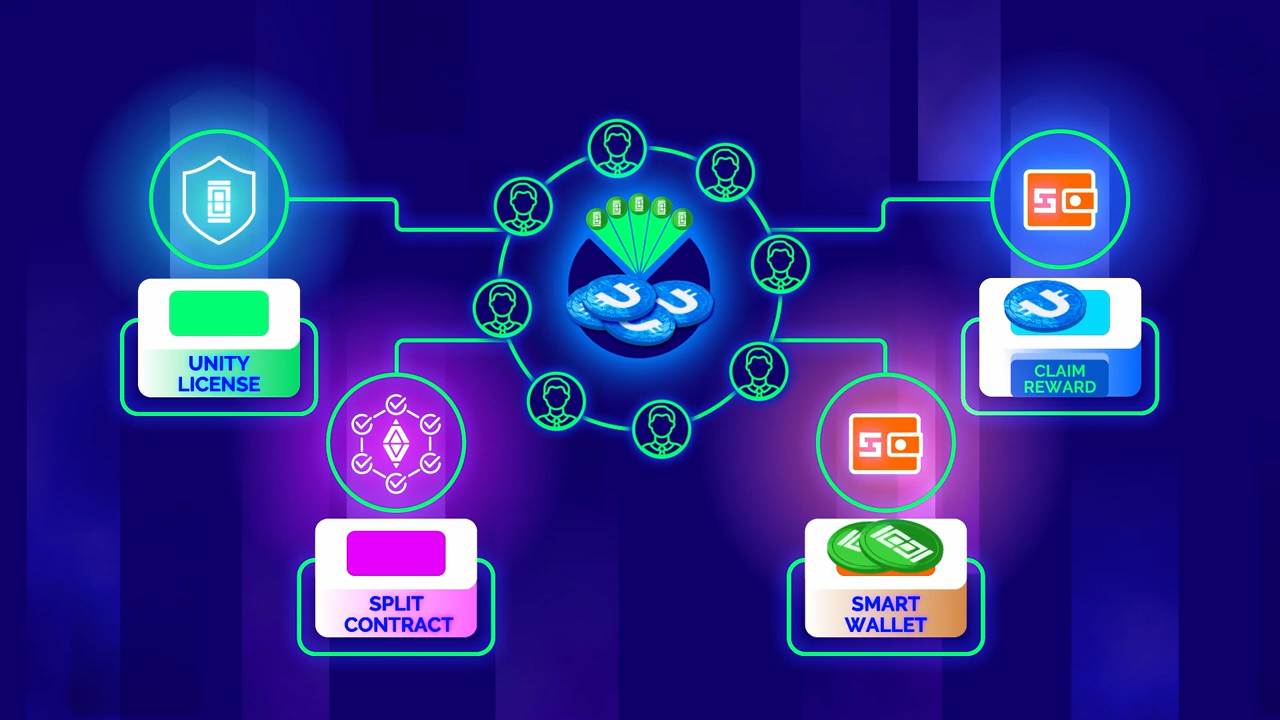 UNITY
LICENSE
CLAIM
REWARD
SPLIT
CONTRACT
SMART
WALLET